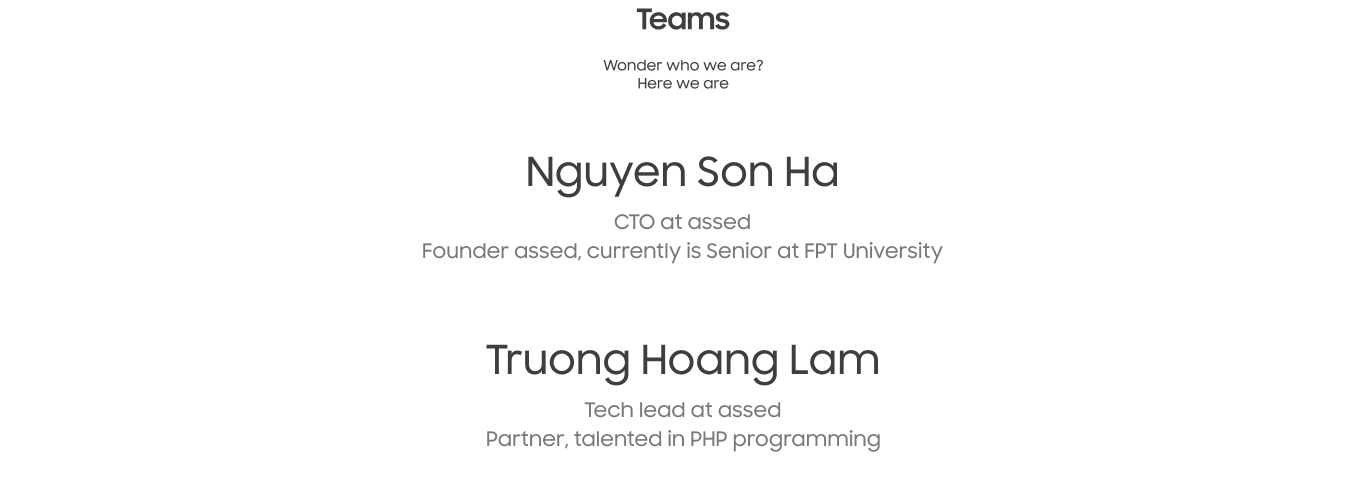 Teams
Wonder who we are?
Here we are
Nguyen Son Ha
CTO at assed
Founder assed, currently is Senior at FPT University
Truong Hoang Lam
Tech lead at assed
Partner, talented in PHP programming